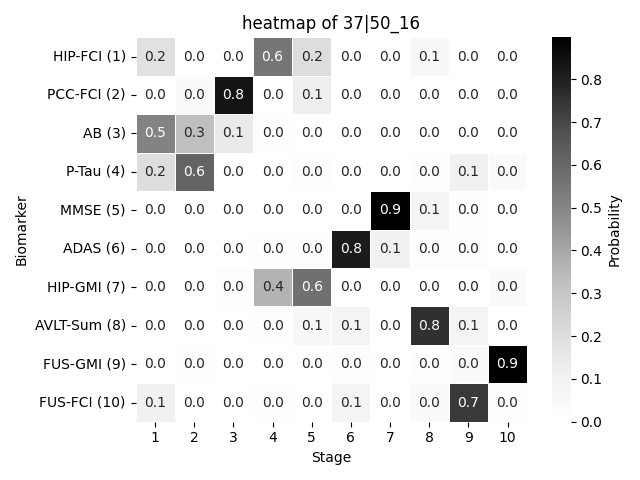 heatmap of 37|50_16
HIP-FCI (1) 0.2 0.0 0.0 0.6 0.2 0.0 0.0 0.1 0.0 0.0
PCC-FCI (2) 0.0 0.0 0.8 0.0 0.1 0.0 0.0 0.0 0.0 0.0
AB (3) 0.5 0.3 0.1 0.0 0.0 0.0 0.0 0.0 0.0 0.0
P-Tau (4) 0.2 0.6 0.0 0.0 0.0 0.0 0.0 0.0 0.1 0.0
MMSE (5) 0.0 0.0 0.0 0.0 0.0 0.0 0.9 0.1 0.0 0.0
ADAS (6) 0.0 0.0 0.0 0.0 0.0 0.8 0.1 0.0 0.0 0.0
HIP-GMI (7) 0.0 0.0 0.0 0.4 0.6 0.0 0.0 0.0 0.0 0.0
AVLT-Sum (8) 0.0 0.0 0.0 0.0 0.1 0.1 0.0 0.8 0.1 0.0
FUS-GMI (9) 0.0 0.0 0.0 0.0 0.0 0.0 0.0 0.0 0.0 0.9
FUS-FCI (10) 0.1 0.0 0.0 0.0 0.0 0.1 0.0 0.0 0.7 0.0
1 2 3 4 5 6 7 8 9 10
Stage
Biomarker
0.8
0.7
0.6
0.5
0.4
0.3
0.2
0.1
0.0
Probability